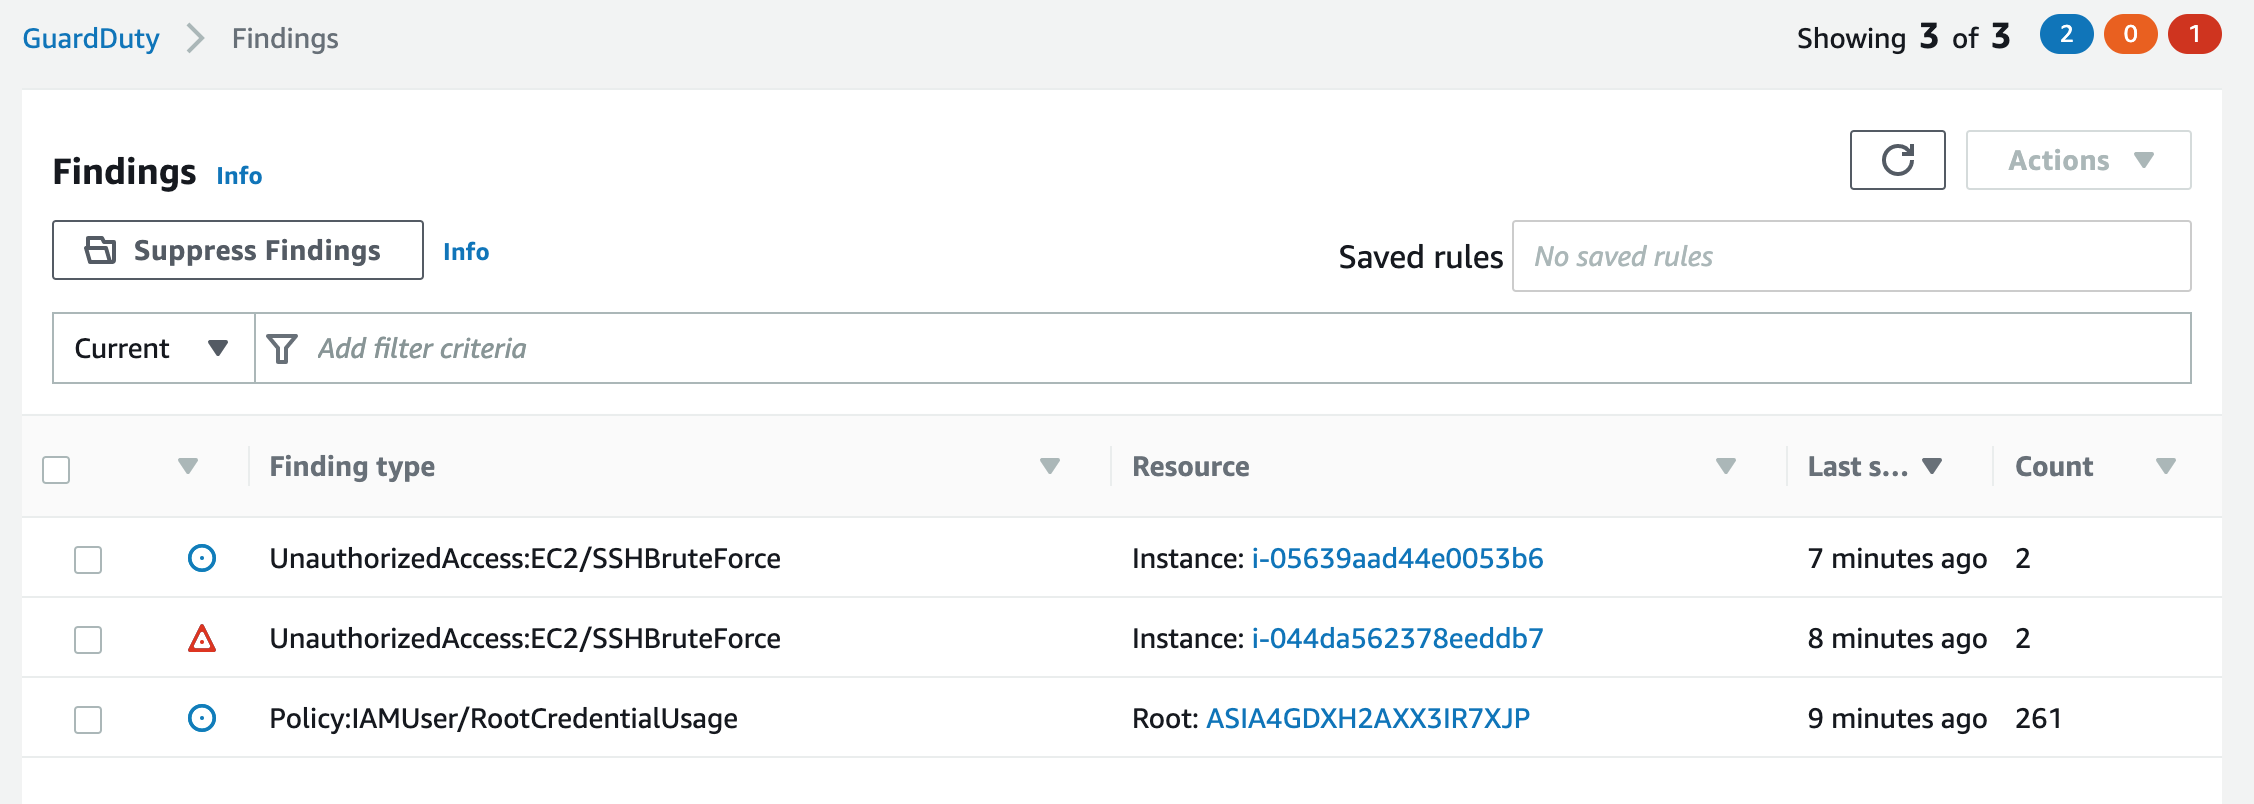 GuardDuty Findings Showing 3 of 3 2 0 1
Findings Info
Actions
Suppress Findings Info
Saved rules No saved rules
Current Add filter criteria
Finding type Resource Last s... Count
UnauthorizedAccess:EC2/SSHBruteForce Instance: i-05639aad44e0053b6 7 minutes ago 2
UnauthorizedAccess:EC2/SSHBruteForce Instance: i-044da562378eeddb7 8 minutes ago 2
Policy:IAMUser/RootCredentialUsage Root: ASIA4GDXH2AXX3IR7XJP 9 minutes ago 261